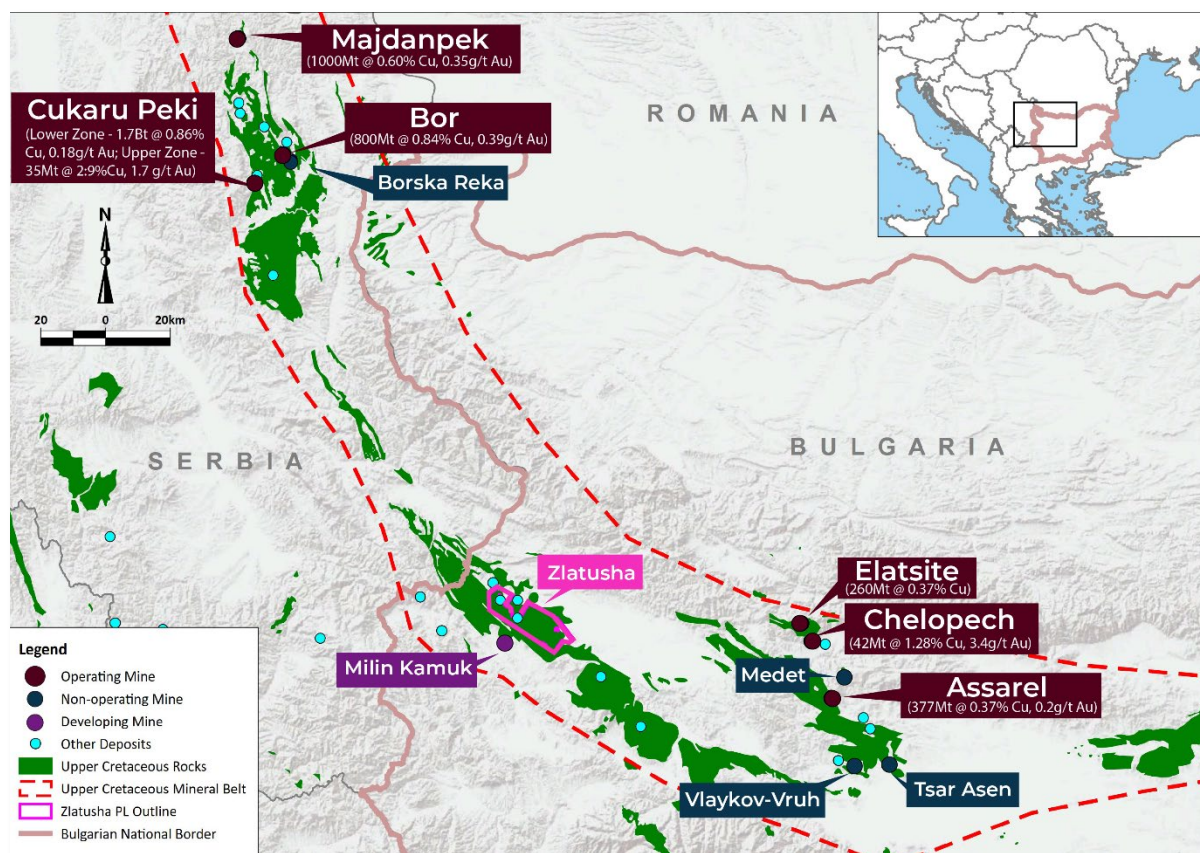 Majdanpek
(1000Mt @ 0.60% Cu, 0.35g/t Au)
Cukaru Peki
(Lower Zone - 1.7Bt @ 0.86%
Cu, 0.18g/t Au; Upper Zone -
35Mt @ 2:9%Cu, 1.7 g/t Au)
Bor
(800Mt @ 0.84% Cu, 0.39g/t Au)
Borska Reka
ROMANIA
N
20 0 20km
SERBIA
BULGARIA
Zlatusha
Milin Kamuk
Elatsite
(260Mt @ 0.37% Cu)
Chelopech
(42Mt @ 1.28% Cu, 3.4g/t Au)
Medet
Assarel
(377Mt @ 0.37% Cu, 0.2g/t Au)
Vlaykov-Vruh
Tsar Asen
Legend
Operating Mine
Non-operating Mine
Developing Mine
Other Deposits
Upper Cretaceous Rocks
Upper Cretaceous Mineral Belt
Zlatusha PL Outline
Bulgarian National Border